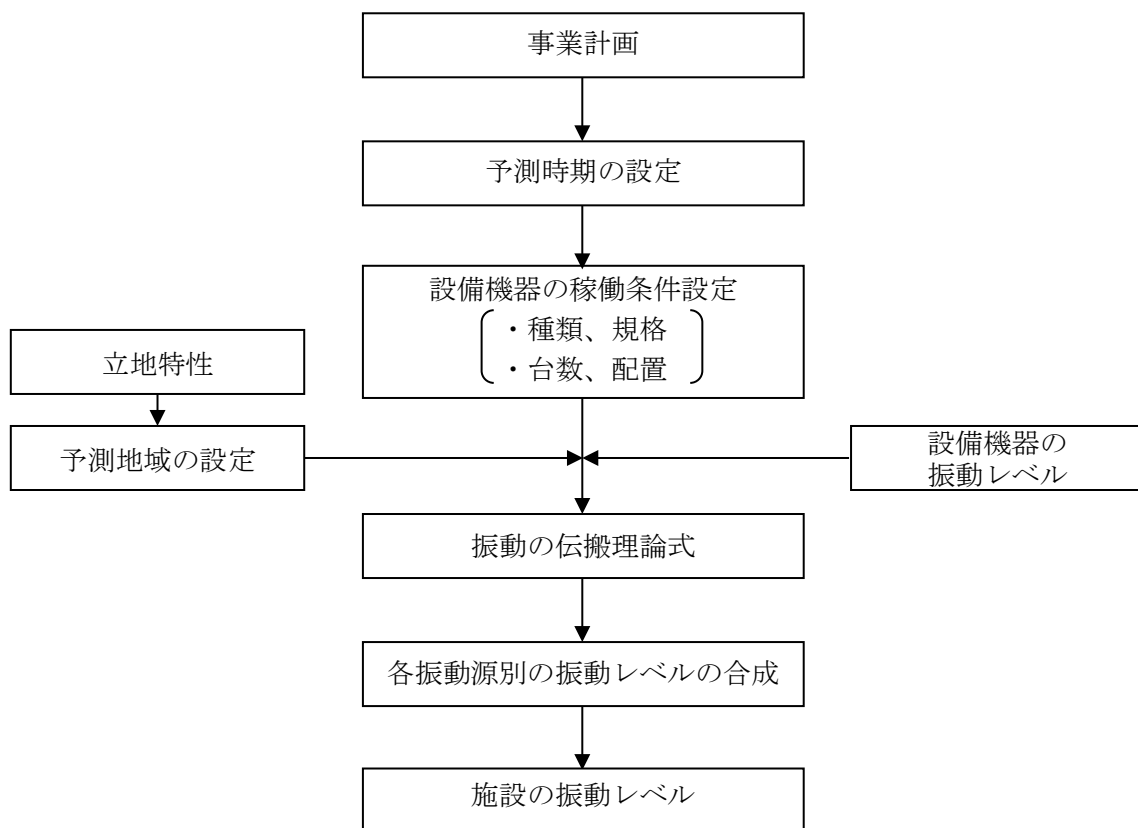 事業計画
予測時期の設定
設備機器の稼働条件設定
・種類、規格
・台数、配置
立地特性
予測地域の設定
設備機器の
振動レベル
振動の伝搬理論式
各振動源別の振動レベルの合成
施設の振動レベル